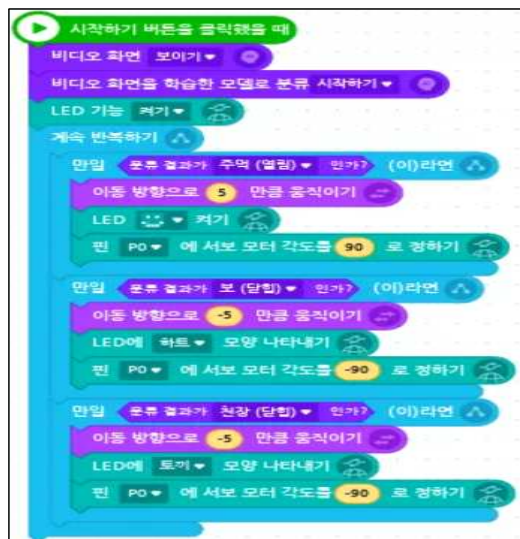 시작하기 버튼을 클릭했을 때
비디오 화면 보이기
비디오 화면을 학습한 모델로 분류 시작하기
LED 기능 켜기
계속 반복하기
만일 분류 결과가 주먹 (열림) 인가? (이)라면
이동 방향으로 5 만큼 움직이기
LED 켜기
핀 P0 에 서보 모터 각도를 90 로 정하기
만일 분류 결과가 보 (닫힘) 인가? (이)라면
이동 방향으로 -5 만큼 움직이기
LED에 하트 모양 나타내기
핀 P0 에 서보 모터 각도를 -90 로 정하기
만일 분류 결과가 천장 (닫힘) 인가? (이)라면
이동 방향으로 -5 만큼 움직이기
LED에 토끼 모양 나타내기
핀 P0 에 서보 모터 각도를 -90 로 정하기